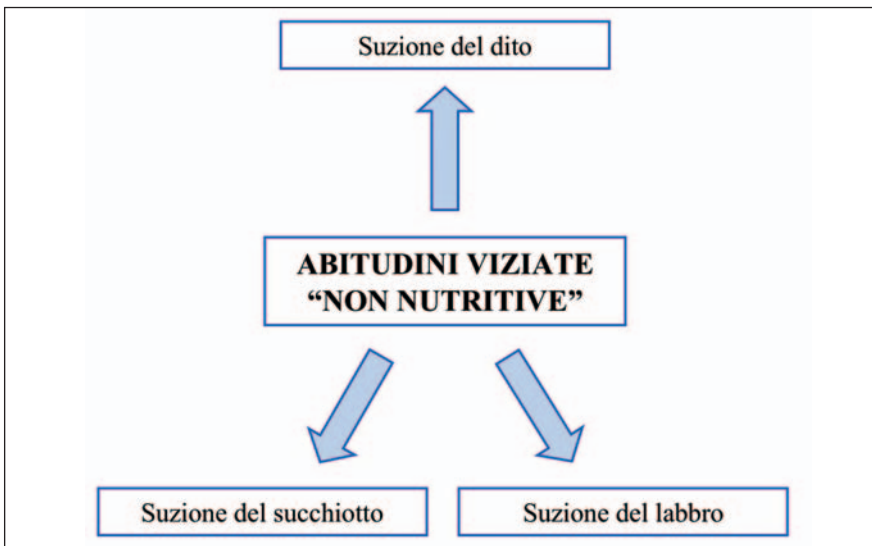 Suzione del dito
ABITUDINI VIZIATE
“NON NUTRITIVE”
Suzione del succhiotto
Suzione del labbro